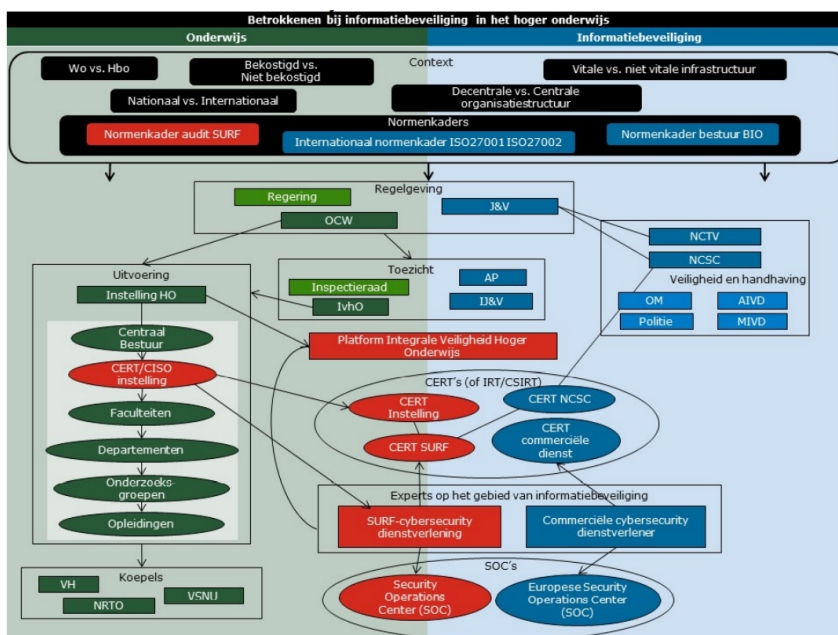 Betrokkenen bij informatiebeveiliging in het hoger onderwijs
Onderwijs
Informatiebeveiliging
Context
Wo vs. Hbo
Bekostigd vs.
Niet bekostigd
Vitale vs. niet vitale infrastructuur
Nationaal vs. Internationaal
Decentrale vs. Centrale
organisatiestructuur
Normenkaders
Normenkader audit SURF
Internationaal normenkader ISO27001 ISO27002
Normenkader bestuur BIO
Regelgeving
Regering
J&V
OCW
NCTV
NCSC
Veiligheid en handhaving
OM
AIVD
Politie
MIVD
Toezicht
Inspectieraad
AP
IvhO
IJ&V
Uitvoering
Instelling HO
Centraal
Bestuur
CERT/CISO
instelling
Faculteiten
Departementen
Onderzoeks-
groepen
Opleidingen
Platform Integrale Veiligheid Hoger
Onderwijs
CERT's (of IRT/CSIRT)
CERT
Instelling
CERT NCSC
CERT SURF
CERT
commerciële
dienst
Experts op het gebied van informatiebeveiliging
SURF-cybersecurity
dienstverlening
Commerciële cybersecurity
dienstverlener
SOC's
Security
Operations
Center (SOC)
Europese Security
Operations Center
(SOC)
Koepels
VH
VSNU
NRTO